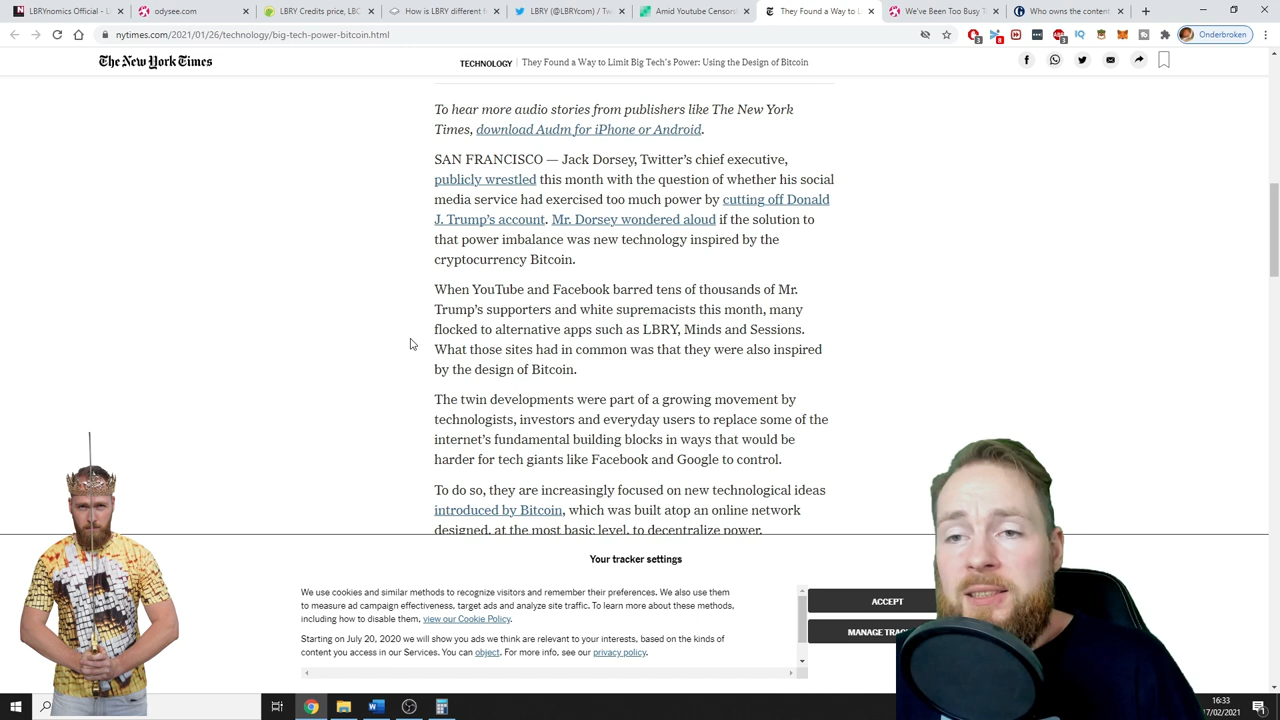 LBRYnomics Official - L
odysee.com
LBRY Credits price, LBC
How is LBRY different f
LBRY (@LBRYcom) / Tw
Amid Youtube Censorsh
They Found a Way to L
We've Been Too Busy T
Who owns the content
nytimes.com/2021/01/26/technology/big-tech-power-bitcoin.html
Onderbroken
The New York Times
TECHNOLOGY | They Found a Way to Limit Big Tech's Power: Using the Design of Bitcoin
To hear more audio stories from publishers like The New York
Times, download Audm for iPhone or Android.
SAN FRANCISCO — Jack Dorsey, Twitter's chief executive,
publicly wrestled this month with the question of whether his social
media service had exercised too much power by cutting off Donald
J. Trump's account. Mr. Dorsey wondered aloud if the solution to
that power imbalance was new technology inspired by the
cryptocurrency Bitcoin.
When YouTube and Facebook barred tens of thousands of Mr.
Trump's supporters and white supremacists this month, many
flocked to alternative apps such as LBRY, Minds and Sessions.
What those sites had in common was that they were also inspired
by the design of Bitcoin.
The twin developments were part of a growing movement by
technologists, investors and everyday users to replace some of the
internet's fundamental building blocks in ways that would be
harder for tech giants like Facebook and Google to control.
To do so, they are increasingly focused on new technological ideas
introduced by Bitcoin, which was built atop an online network
designed, at the most basic level, to decentralize power.
Your tracker settings
We use cookies and similar methods to recognize visitors and remember their preferences. We also use them
to measure ad campaign effectiveness, target ads and analyze site traffic. To learn more about these methods,
including how to disable them, view our Cookie Policy.
Starting on July 20, 2020 we will show you ads we think are relevant to your interests, based on the kinds of
content you access in our Services. You can object. For more info, see our privacy policy.
ACCEPT
MANAGE
16:33
17/02/2021